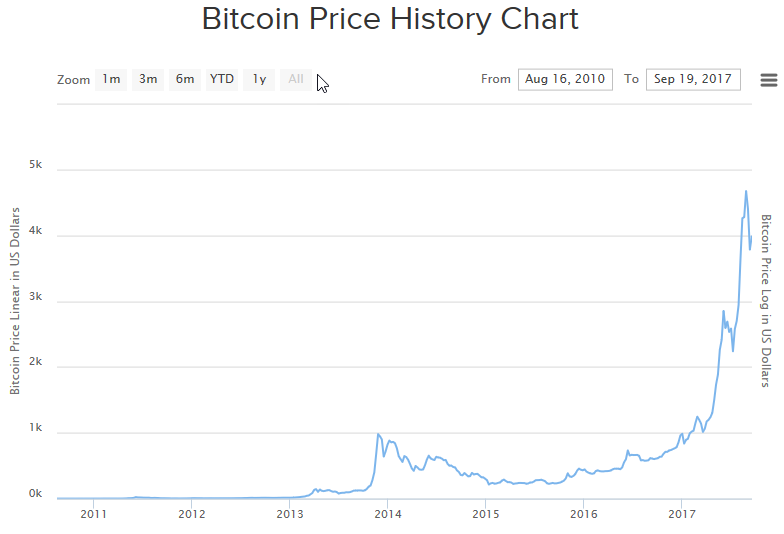 Bitcoin Price History Chart
Zoom 1m 3m 6m YTD 1y All From Aug 16, 2010 To Sep 19, 2017
Bitcoin Price Linear in US Dollars
5k
4k
3k
2k
1k
0k
Bitcoin Price Log in US Dollars
2011 2012 2013 2014 2015 2016 2017